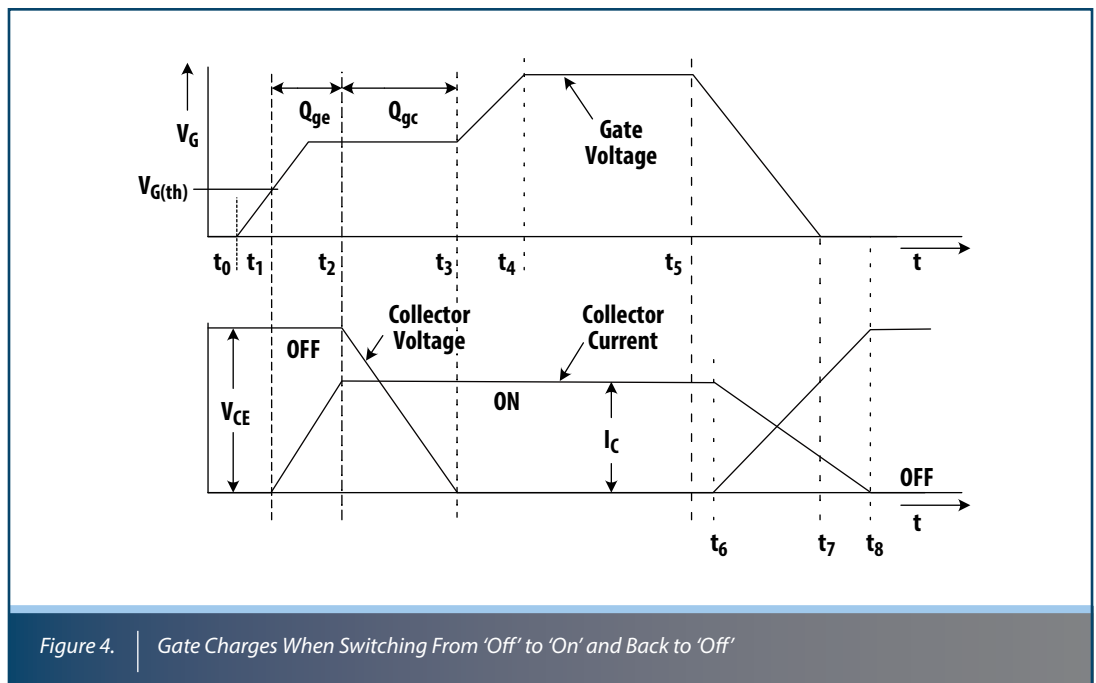 Q_ge
Q_gc
V_G
Gate
Voltage
V_G(th)
t_0
t_1
t_2
t_3
t_4
t_5
t
Collector
Voltage
Collector
Current
OFF
ON
V_CE
I_C
OFF
t
t_6
t_7
t_8
Figure 4. Gate Charges When Switching From ‘Off’ to ‘On’ and Back to ‘Off’